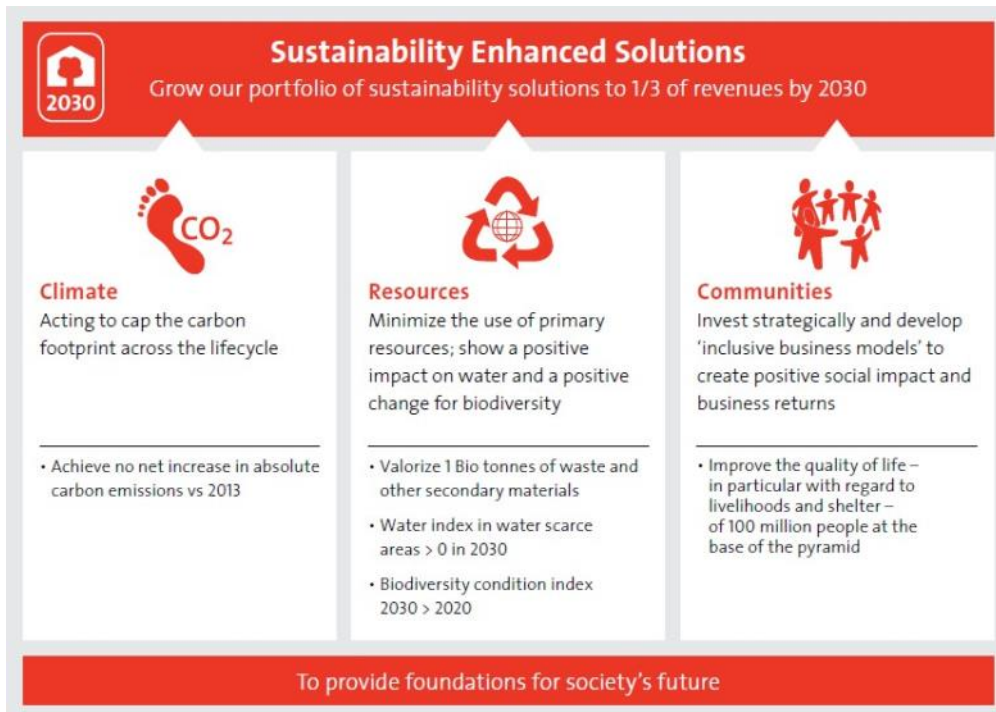 2030
Sustainability Enhanced Solutions
Grow our portfolio of sustainability solutions to 1/3 of revenues by 2030
CO₂
Climate
Acting to cap the carbon
footprint across the lifecycle
• Achieve no net increase in absolute
carbon emissions vs 2013
Resources
Minimize the use of primary
resources; show a positive
impact on water and a positive
change for biodiversity
• Valorize 1 Bio tonnes of waste and
other secondary materials
• Water index in water scarce
areas > 0 in 2030
• Biodiversity condition index
2030 > 2020
Communities
Invest strategically and develop
‘inclusive business models’ to
create positive social impact and
business returns
• Improve the quality of life –
in particular with regard to
livelihoods and shelter –
of 100 million people at the
base of the pyramid
To provide foundations for society’s future